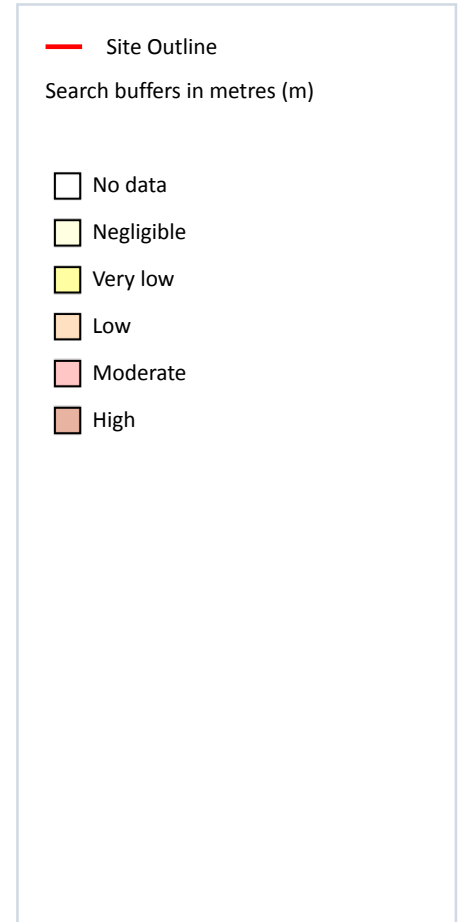 Site Outline
Search buffers in metres (m)
No data
Negligible
Very low
Low
Moderate
High